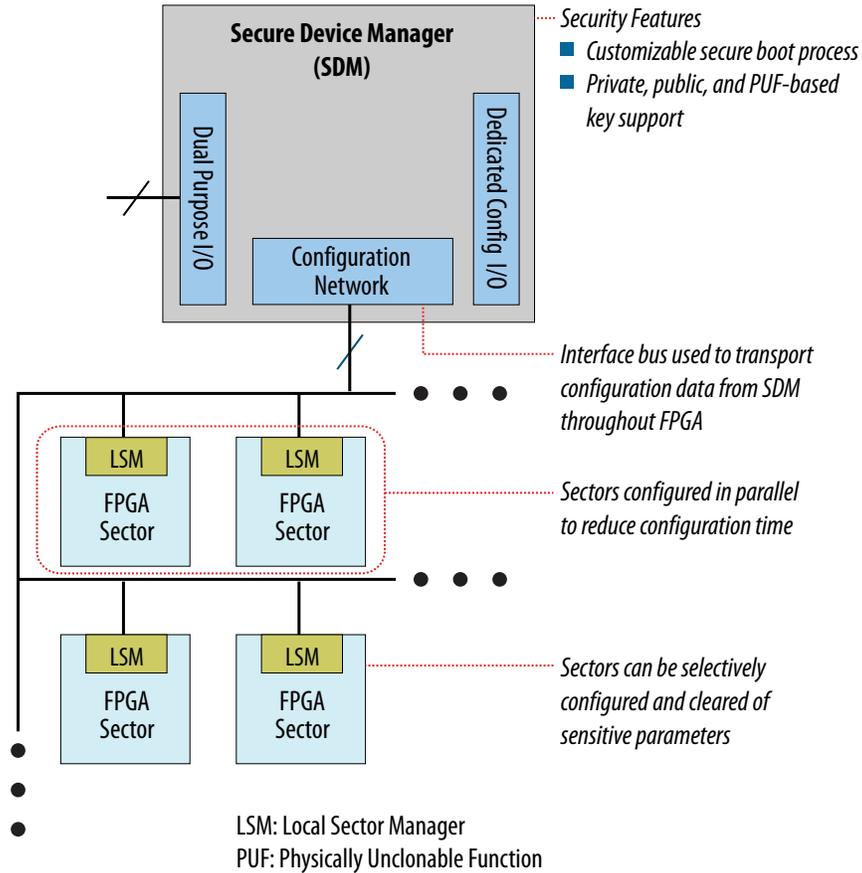 Secure Device Manager
(SDM)
Security Features
Customizable secure boot process
Private, public, and PUF-based
key support
Dual Purpose I/O
Dedicated Config I/O
Configuration
Network
Interface bus used to transport
configuration data from SDM
throughout FPGA
LSM
FPGA
Sector
LSM
FPGA
Sector
Sectors configured in parallel
to reduce configuration time
LSM
FPGA
Sector
LSM
FPGA
Sector
Sectors can be selectively
configured and cleared of
sensitive parameters
LSM: Local Sector Manager
PUF: Physically Unclonable Function